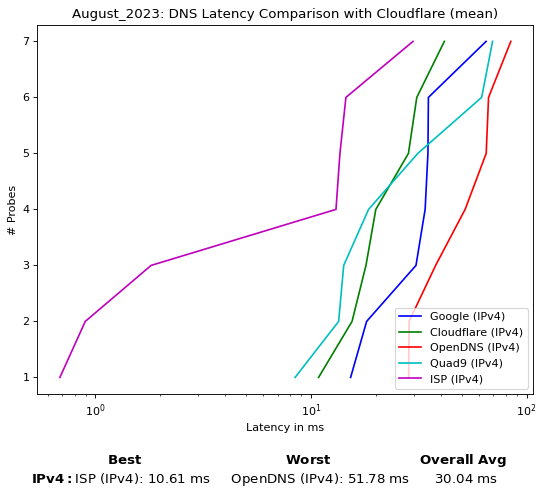 August_2023: DNS Latency Comparison with Cloudflare (mean)
7
6
5
4
3
2
1
# Probes
Google (IPv4)
Cloudflare (IPv4)
OpenDNS (IPv4)
Quad9 (IPv4)
ISP (IPv4)
10⁰ 10¹ 10²
Latency in ms
Best Worst Overall Avg
IPv4: ISP (IPv4): 10.61 ms OpenDNS (IPv4): 51.78 ms 30.04 ms